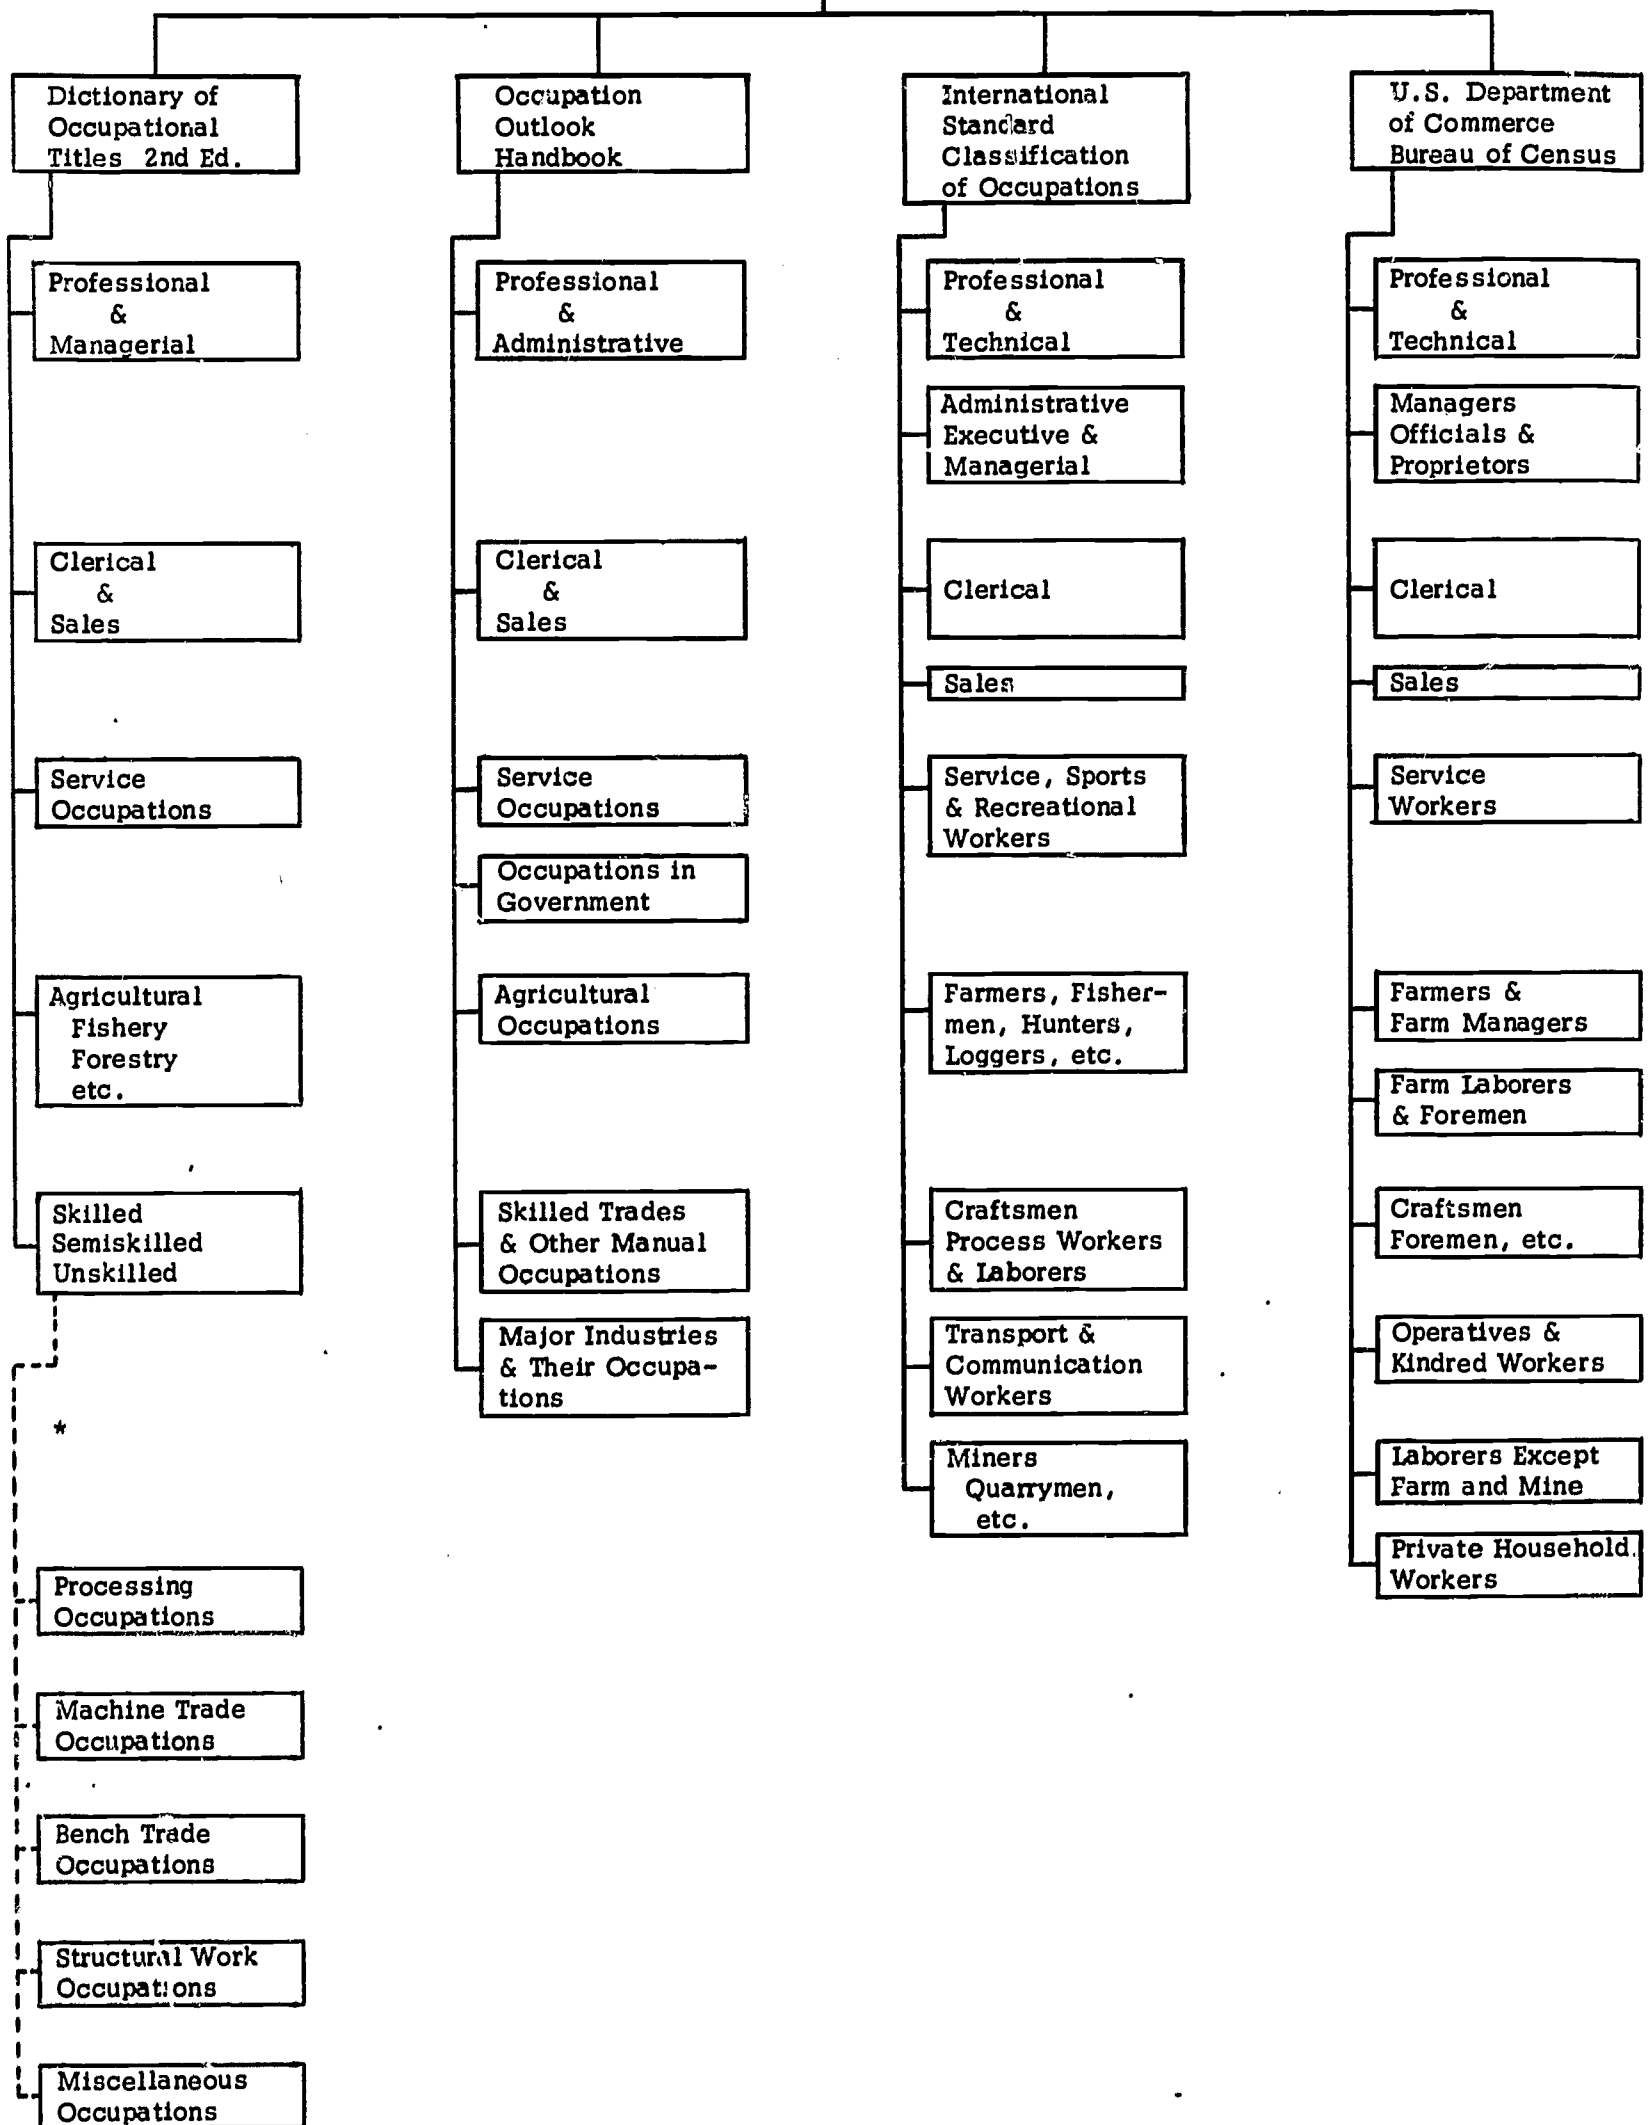 Dictionary of
Occupational
Titles 2nd Ed.
Professional
&
Managerial
Clerical
&
Sales
Service
Occupations
Agricultural
Fishery
Forestry
etc.
Skilled
Semiskilled
Unskilled
*
Processing
Occupations
Machine Trade
Occupations
Bench Trade
Occupations
Structural Work
Occupations
Miscellaneous
Occupations
Occupation
Outlook
Handbook
Professional
&
Administrative
Clerical
&
Sales
Service
Occupations
Occupations in
Government
Agricultural
Occupations
Skilled Trades
& Other Manual
Occupations
Major Industries
& Their Occupa-
tions
International
Standard
Classification
of Occupations
Professional
&
Technical
Administrative
Executive &
Managerial
Clerical
Sales
Service, Sports
& Recreational
Workers
Farmers, Fisher-
men, Hunters,
Loggers, etc.
Craftsmen
Process Workers
& Laborers
Transport &
Communication
Workers
Miners
Quarrymen,
etc.
U.S. Department
of Commerce
Bureau of Census
Professional
&
Technical
Managers
Officials &
Proprietors
Clerical
Sales
Service
Workers
Farmers &
Farm Managers
Farm Laborers
& Foremen
Craftsmen
Foremen, etc.
Operatives &
Kindred Workers
Laborers Except
Farm and Mine
Private Household
Workers